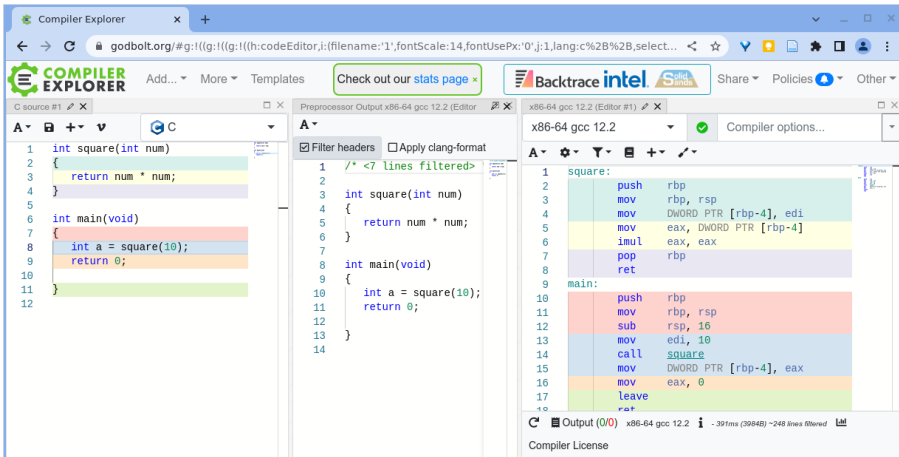 Compiler Explorer
godbolt.org/#g:!((g:!((g:!((h:codeEditor,i:(filename:'1',fontScale:14,fontUsePx:'0',j:1,lang:c%2B%2B,select...
COMPILER
EXPLORER
Add...
More
Templates
Check out our stats page ×
Backtrace
intel.
Solid
Sands
Share
Policies
Other
C source #1
A
C
1 int square(int num)
2 {
3 return num * num;
4 }
5
6 int main(void)
7 {
8 int a = square(10);
9 return 0;
10
11 }
12
Preprocessor Output x86-64 gcc 12.2 (Editor
A
Filter headers
Apply clang-format
1 /* <7 lines filtered>
2
3 int square(int num)
4 {
5 return num * num;
6 }
7
8 int main(void)
9 {
10 int a = square(10);
11 return 0;
12
13 }
14
x86-64 gcc 12.2 (Editor #1)
x86-64 gcc 12.2
Compiler options...
A
1 square:
2 push rbp
3 mov rbp, rsp
4 mov DWORD PTR [rbp-4], edi
5 mov eax, DWORD PTR [rbp-4]
6 imul eax, eax
7 pop rbp
8 ret
9 main:
10 push rbp
11 mov rbp, rsp
12 sub rsp, 16
13 mov edi, 10
14 call square
15 mov DWORD PTR [rbp-4], eax
16 mov eax, 0
17 leave
18 ret
Output (0/0) x86-64 gcc 12.2 i - 391ms (3984B) ~248 lines filtered
Compiler License